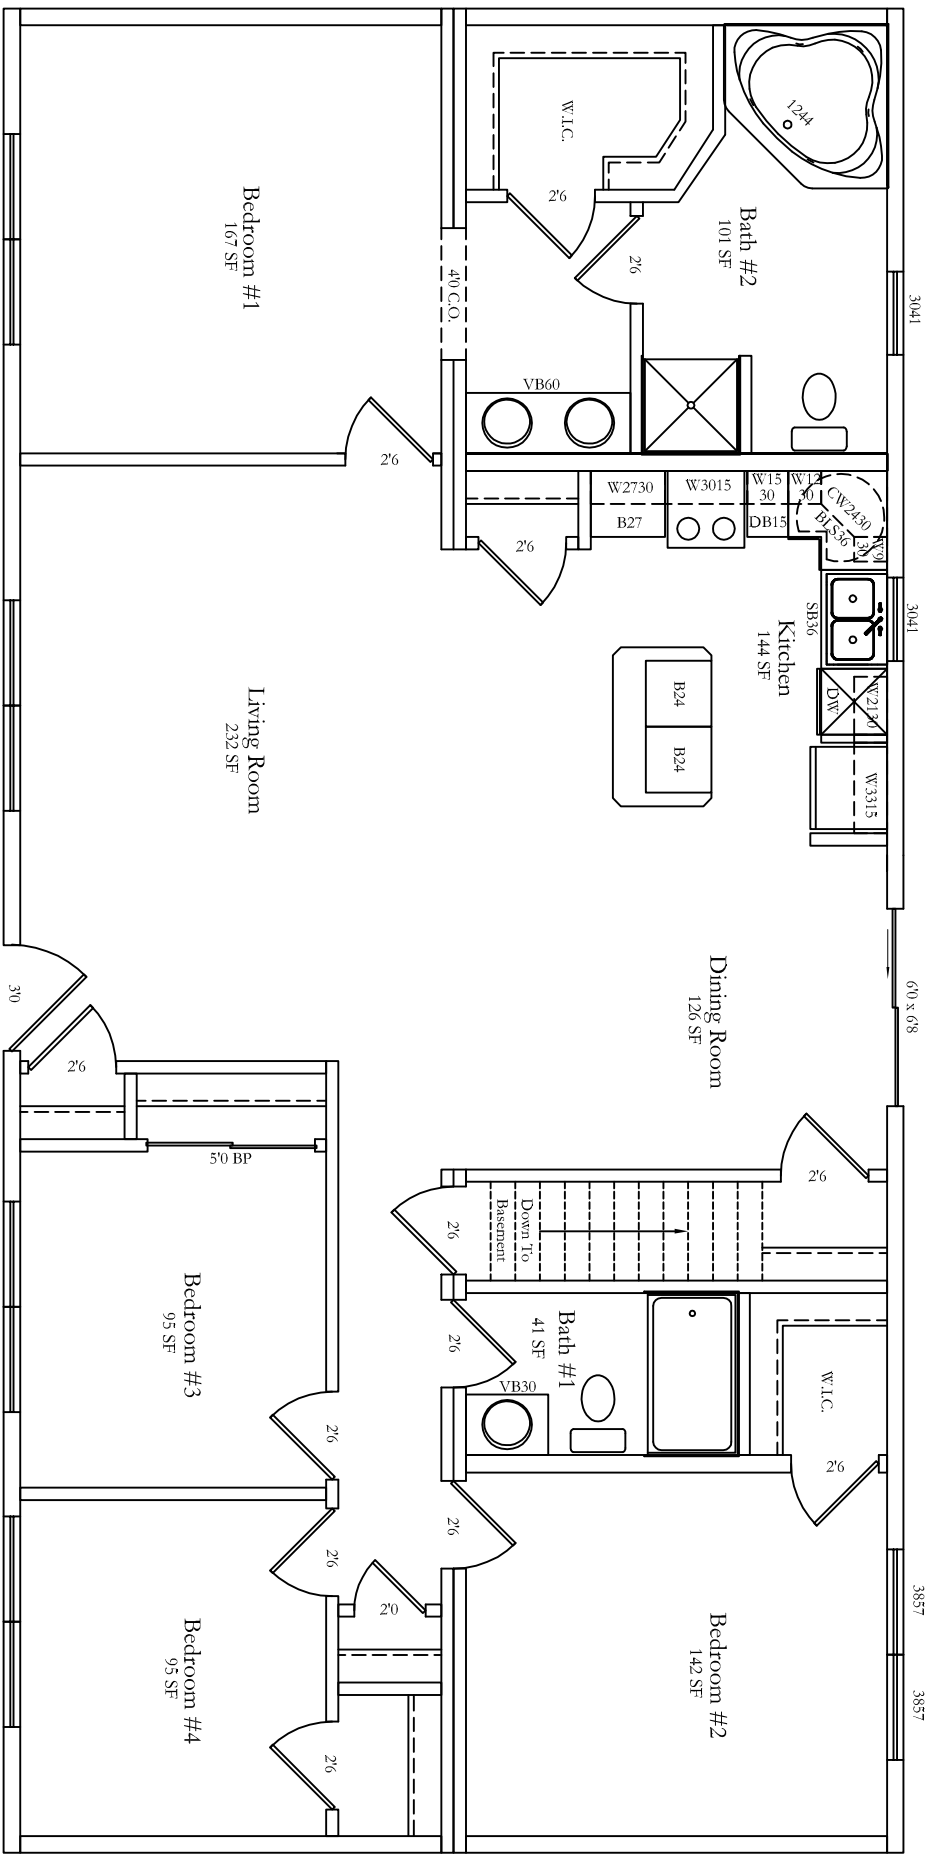 3041
3041
6'0 x 6'8
3857
3857
1244
Bath #2
101 SF
W.I.C.
2'6
2'6
4'0 C.O.
VB60
Bedroom #1
167 SF
2'6
2'6
W2730
B27
W3015
W15
30
DB15
W12
30
CW2430
BLS36
W9
30
SB36
Kitchen
144 SF
W2130
DW
W3315
B24
B24
Living Room
232 SF
Dining Room
126 SF
3'0
2'6
5'0 BP
2'6
Down To
Basement
2'6
Bath #1
41 SF
2'6
VB30
W.I.C.
2'6
Bedroom #3
95 SF
2'6
2'6
2'6
2'0
Bedroom #2
142 SF
Bedroom #4
95 SF
2'6